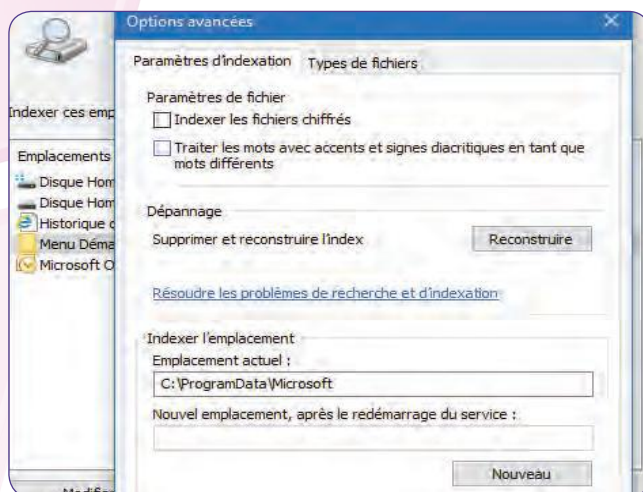 Options avancées
Paramètres d'indexation
Types de fichiers
Indexer ces emp
Emplacements
Disque Hom
Disque Hom
Historique d
Menu Déma
Microsoft O
Paramètres de fichier
Indexer les fichiers chiffrés
Traiter les mots avec accents et signes diacritiques en tant que
mots différents
Dépannage
Supprimer et reconstruire l'index
Reconstruire
Résoudre les problèmes de recherche et d'indexation
Indexer l'emplacement
Emplacement actuel :
C:\ProgramData\Microsoft
Nouvel emplacement, après le redémarrage du service :
Nouveau